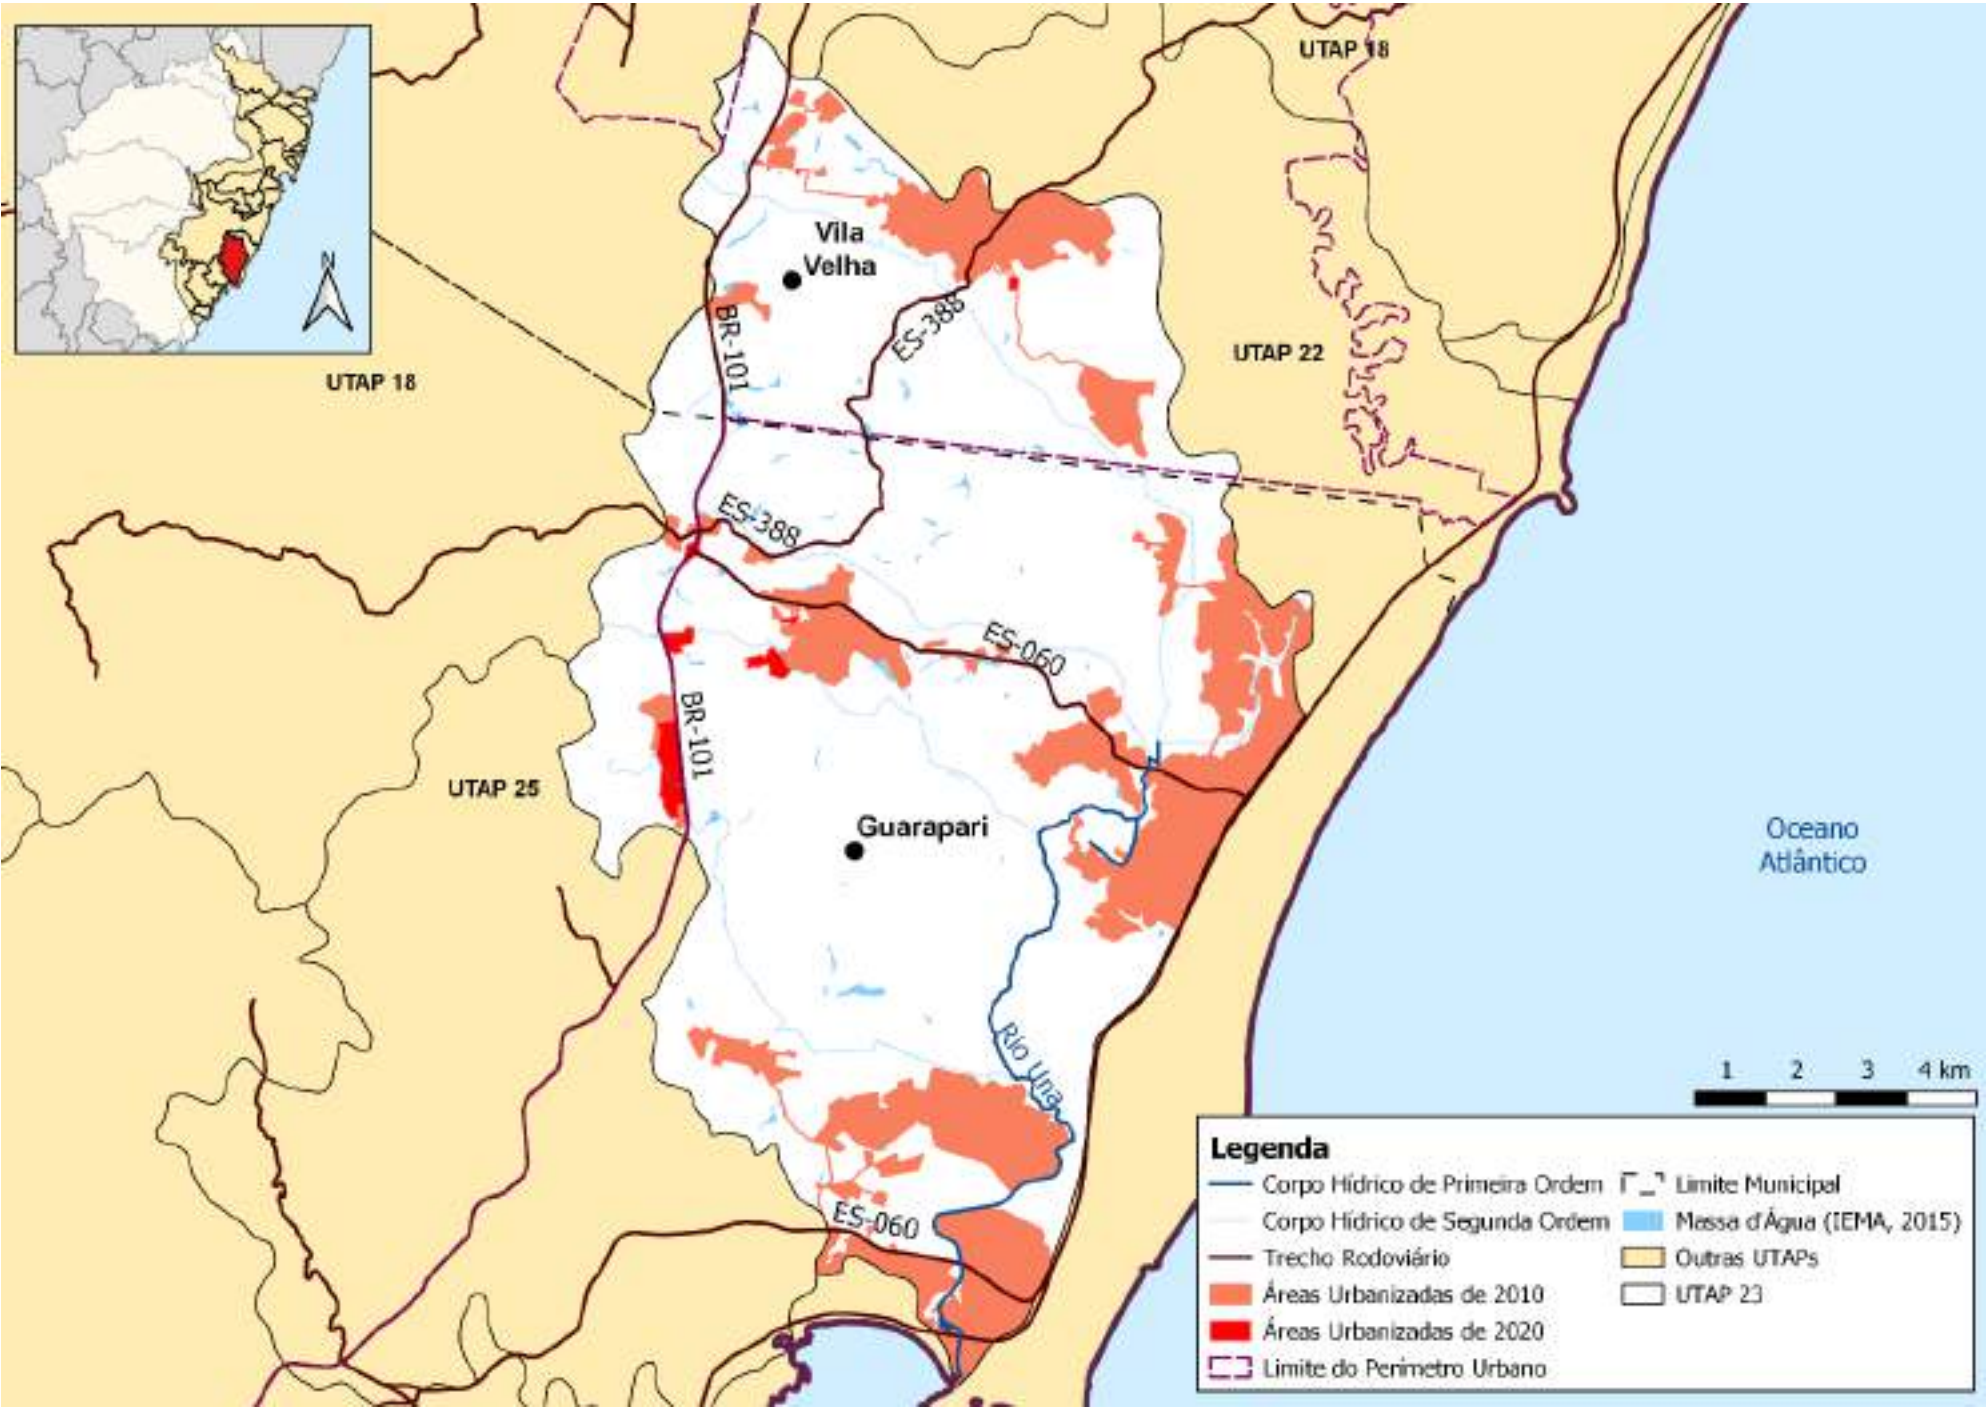 N
UTAP 18
Vila
Velha
BR-101
ES-388
UTAP 22
UTAP 18
ES-388
ES-060
BR-101
UTAP 25
Guarapari
Oceano
Atlântico
Rio Una
ES-060
1 2 3 4 km
Legenda
Corpo Hídrico de Primeira Ordem
Corpo Hídrico de Segunda Ordem
Trecho Rodoviário
Áreas Urbanizadas de 2010
Áreas Urbanizadas de 2020
Limite do Perímetro Urbano
Limite Municipal
Massa d'Água (IEMA, 2015)
Outras UTAPs
UTAP 23